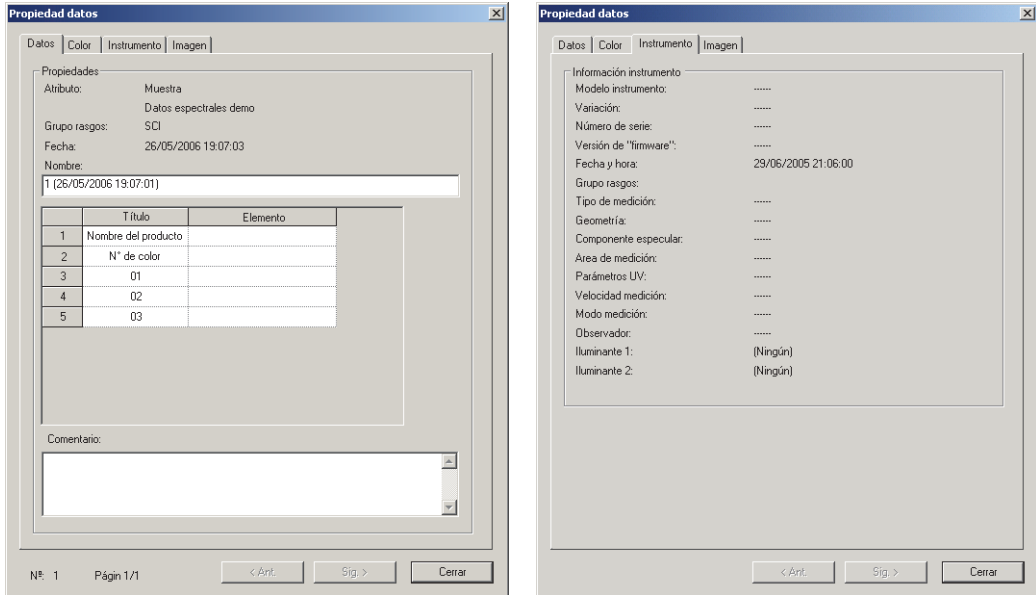 Propiedad datos
Datos Color Instrumento Imagen
Propiedades
Atributo: Muestra
Datos espectrales demo
Grupo rasgos: SCI
Fecha: 26/05/2006 19:07:03
Nombre:
1 (26/05/2006 19:07:01)
Título Elemento
1 Nombre del producto
2 N° de color
3 01
4 02
5 03
Comentario:
Nº: 1 Págin 1/1 < Ant. Sig. > Cerrar
Propiedad datos
Datos Color Instrumento Imagen
Información instrumento
Modelo instrumento: ------
Variación: ------
Número de serie: ------
Versión de "firmware": ------
Fecha y hora: 29/06/2005 21:06:00
Grupo rasgos:
Tipo de medición: ------
Geometría: ------
Componente especular: ------
Area de medición: ------
Parámetros UV: ------
Velocidad medición: ------
Modo medición: ------
Observador: ------
Iluminante 1: (Ningún)
Iluminante 2: (Ningún)
< Ant. Sig. > Cerrar